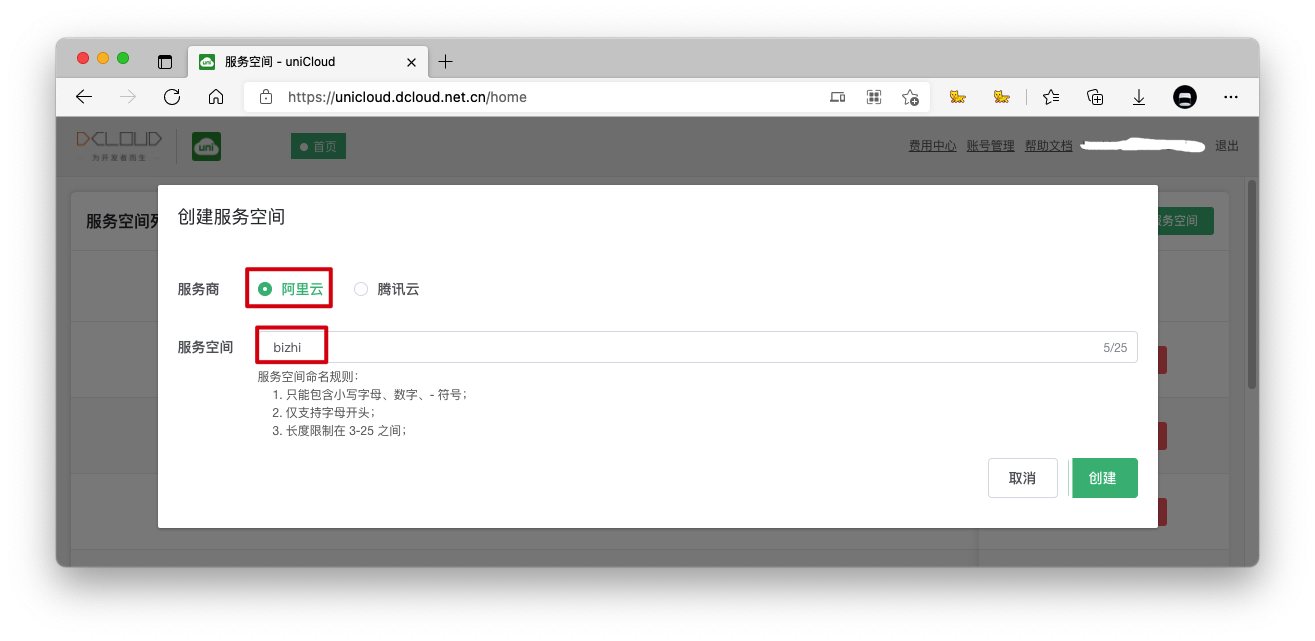 服务空间 - uniCloud
https://unicloud.dcloud.net.cn/home
DCLOUD
为开发者而生
uni
首页
费用中心 账号管理 帮助文档 退出
服务空间
务空间
创建服务空间
服务商 阿里云 腾讯云
服务空间 bizhi 5/25
服务空间命名规则：
1. 只能包含小写字母、数字、- 符号；
2. 仅支持字母开头；
3. 长度限制在 3-25 之间；
取消 创建